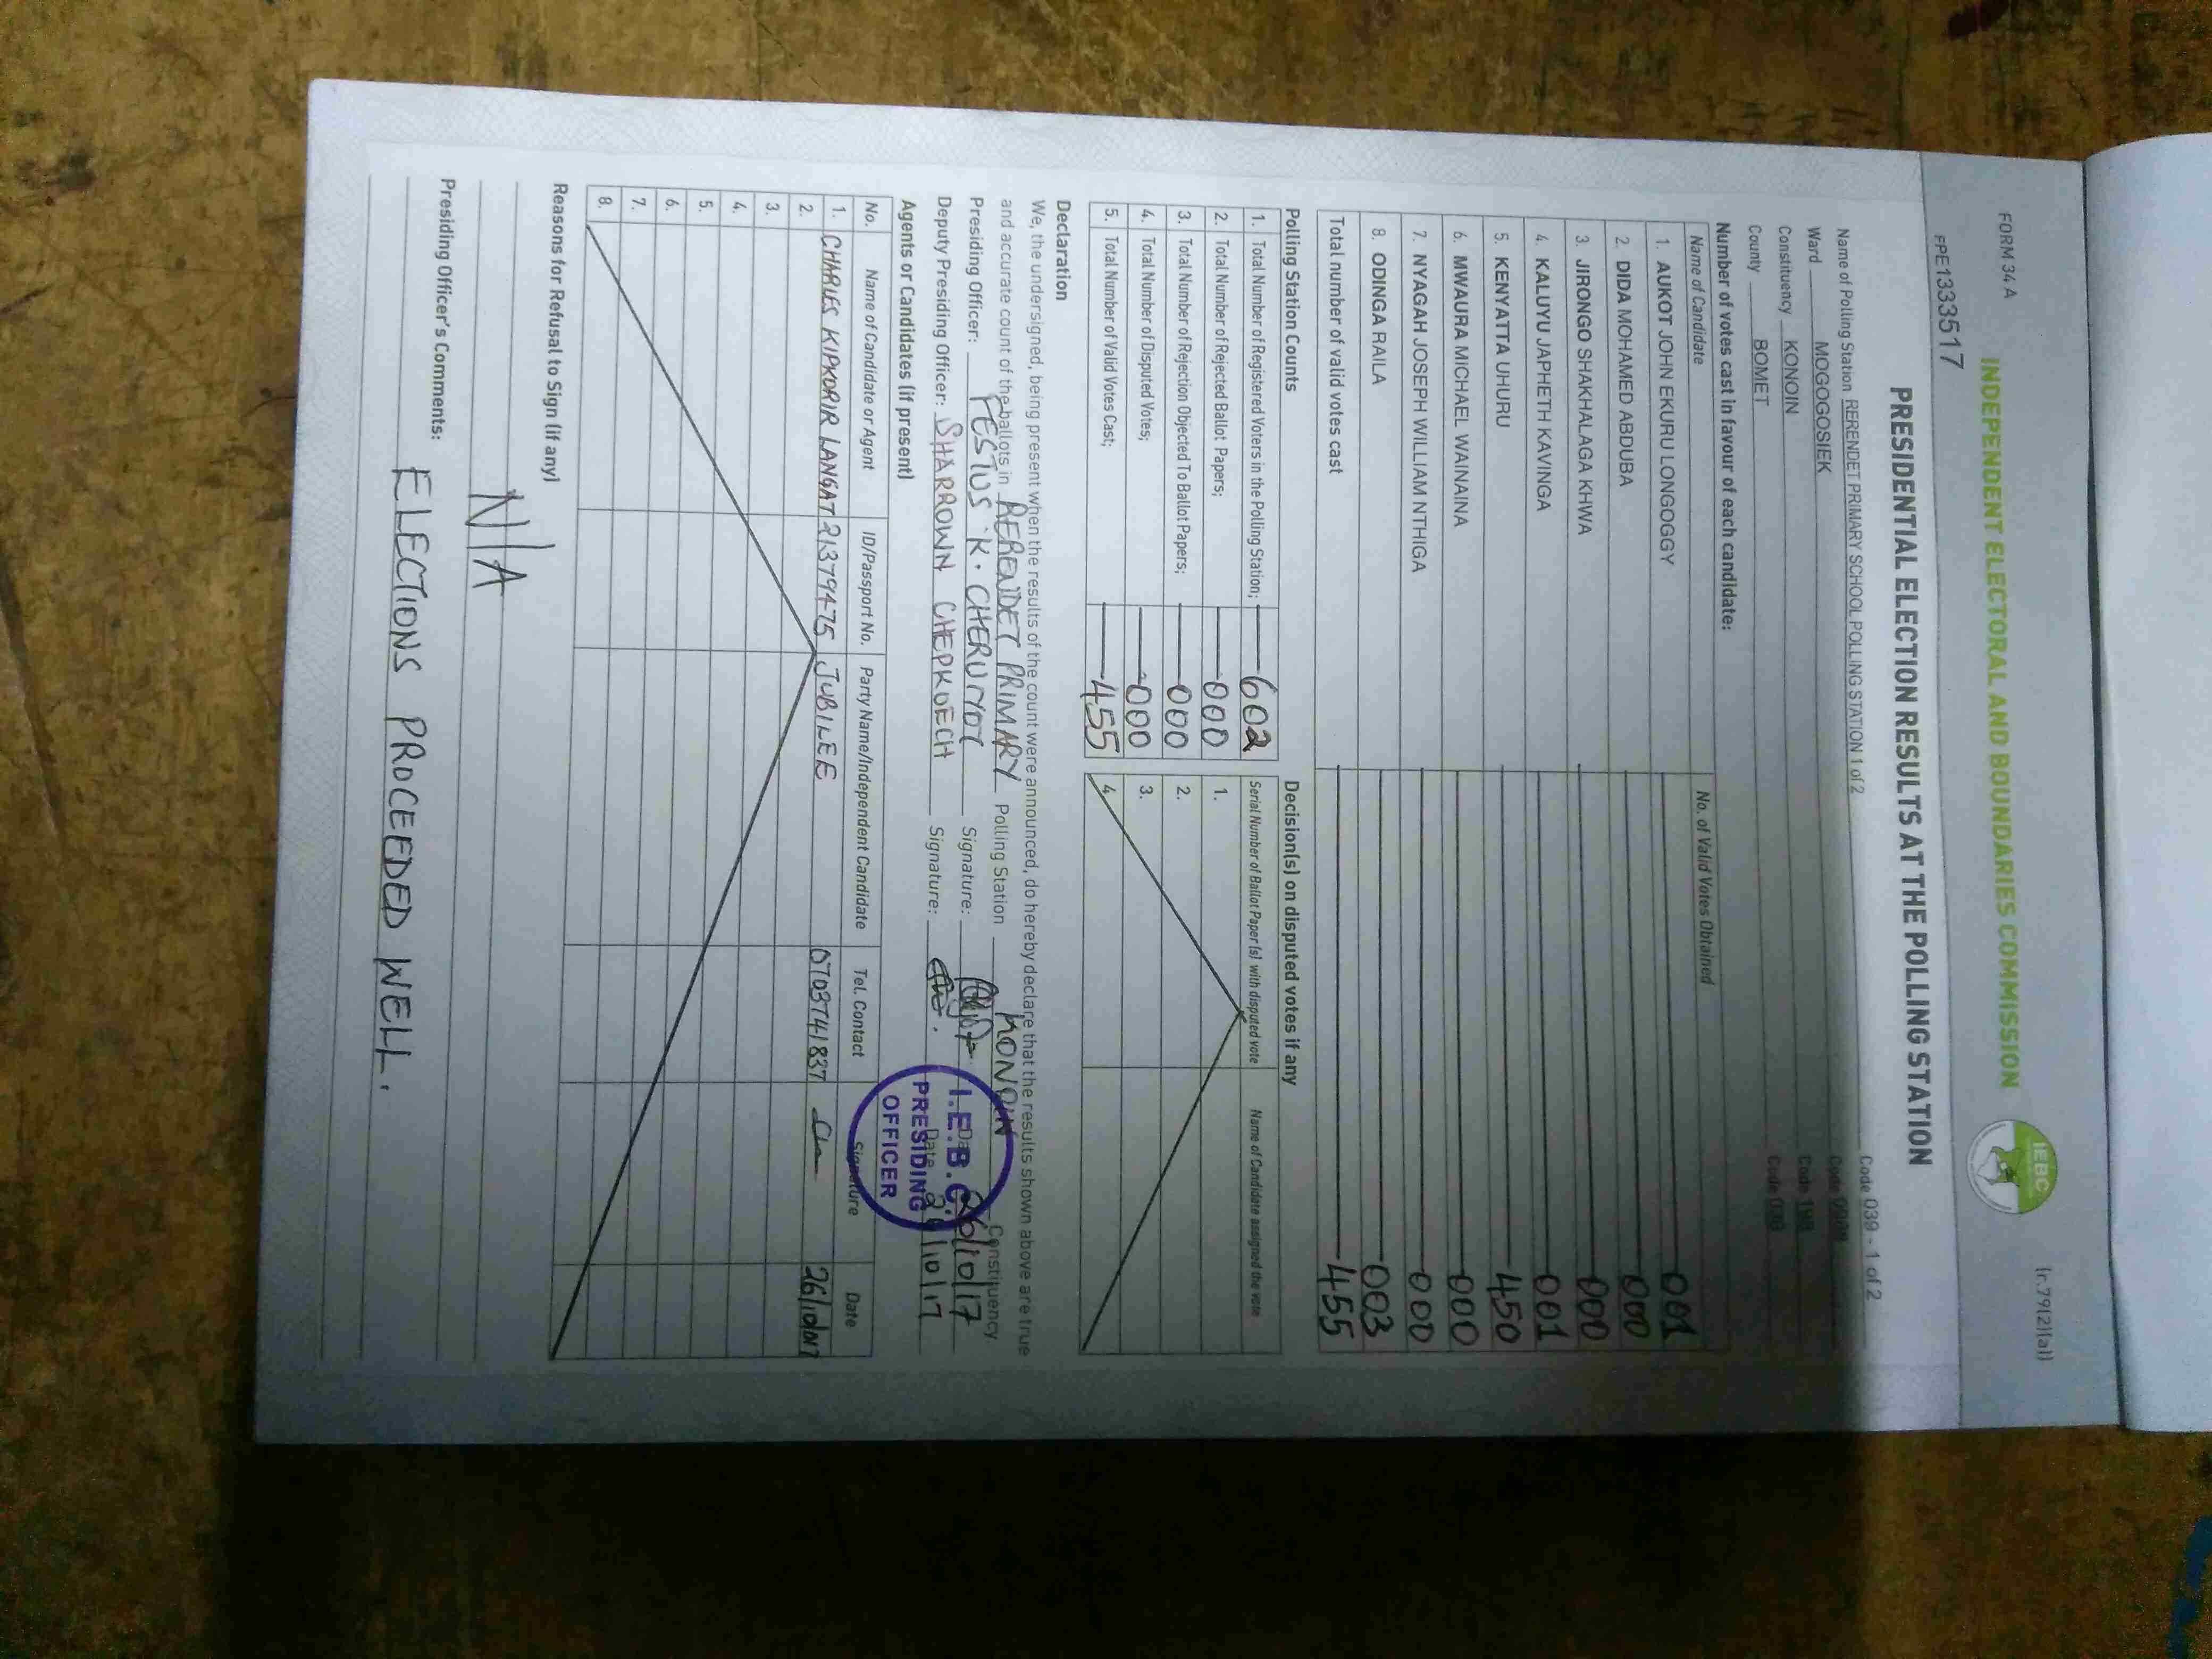 FORM 34 A
(r.79(2)(a))
INDEPENDENT ELECTORAL AND BOUNDARIES COMMISSION
IEBC
PRE133517
PRESIDENTIAL ELECTION RESULTS AT THE POLLING STATION
Name of Polling Station RERENDET PRIMARY SCHOOL POLLING STATION 1 of 2 Code 039 - 1 of 2
Ward MOGOGOSIEK Code
Constituency KONOIN Code
County BOMET Code
Number of votes cast in favour of each candidate:
Name of Candidate No. of Valid Votes Obtained
1. AUKOT JOHN EKURU LONGOGGY 001
2. DIDA MOHAMED ABDUBA 000
3. JIRONGO SHAKHALAGA KHWA 000
4. KALUYU JAPHETH KAVINGA 001
5. KENYATTA UHURU 450
6. MWAURA MICHAEL WAINAINA 000
7. NYAGAH JOSEPH WILLIAM NTHIGA 000
8. ODINGA RAILA 003
Total number of valid votes cast 455
Polling Station Counts
1. Total Number of Registered Voters in the Polling Station; 602
2. Total Number of Rejected Ballot Papers; 000
3. Total Number of Rejection Objected To Ballot Papers; 000
4. Total Number of Disputed Votes; 000
5. Total Number of Valid Votes Cast; 455
Decision(s) on disputed votes if any
Serial Number of Ballot Paper (s) with disputed vote Name of Candidate assigned the vote
1.
2.
3.
4.
Declaration
We, the undersigned, being present when the results of the count were announced, do hereby declare that the results shown above are true
and accurate count of the ballots in RERENDET PRIMARY Polling Station KONOIN Constituency.
Presiding Officer: FESTUS K. CHERUIYOT Signature: Date 26/10/17
Deputy Presiding Officer: SHARROWN CHEPKOECH Signature: Date 26/10/17
I.E.B.C.
PRESIDING
OFFICER
Agents or Candidates (if present)
No. Name of Candidate or Agent ID/Passport No. Party Name/Independent Candidate Tel. Contact Signature Date
1. CHARLES KIPKORIR LANGAT 21379475 JUBILEE 0703741837 26/10/2017
2.
3.
4.
5.
6.
7.
8.
Reasons for Refusal to Sign (if any)
N/A
Presiding Officer's Comments:
ELECTIONS PROCEEDED WELL.